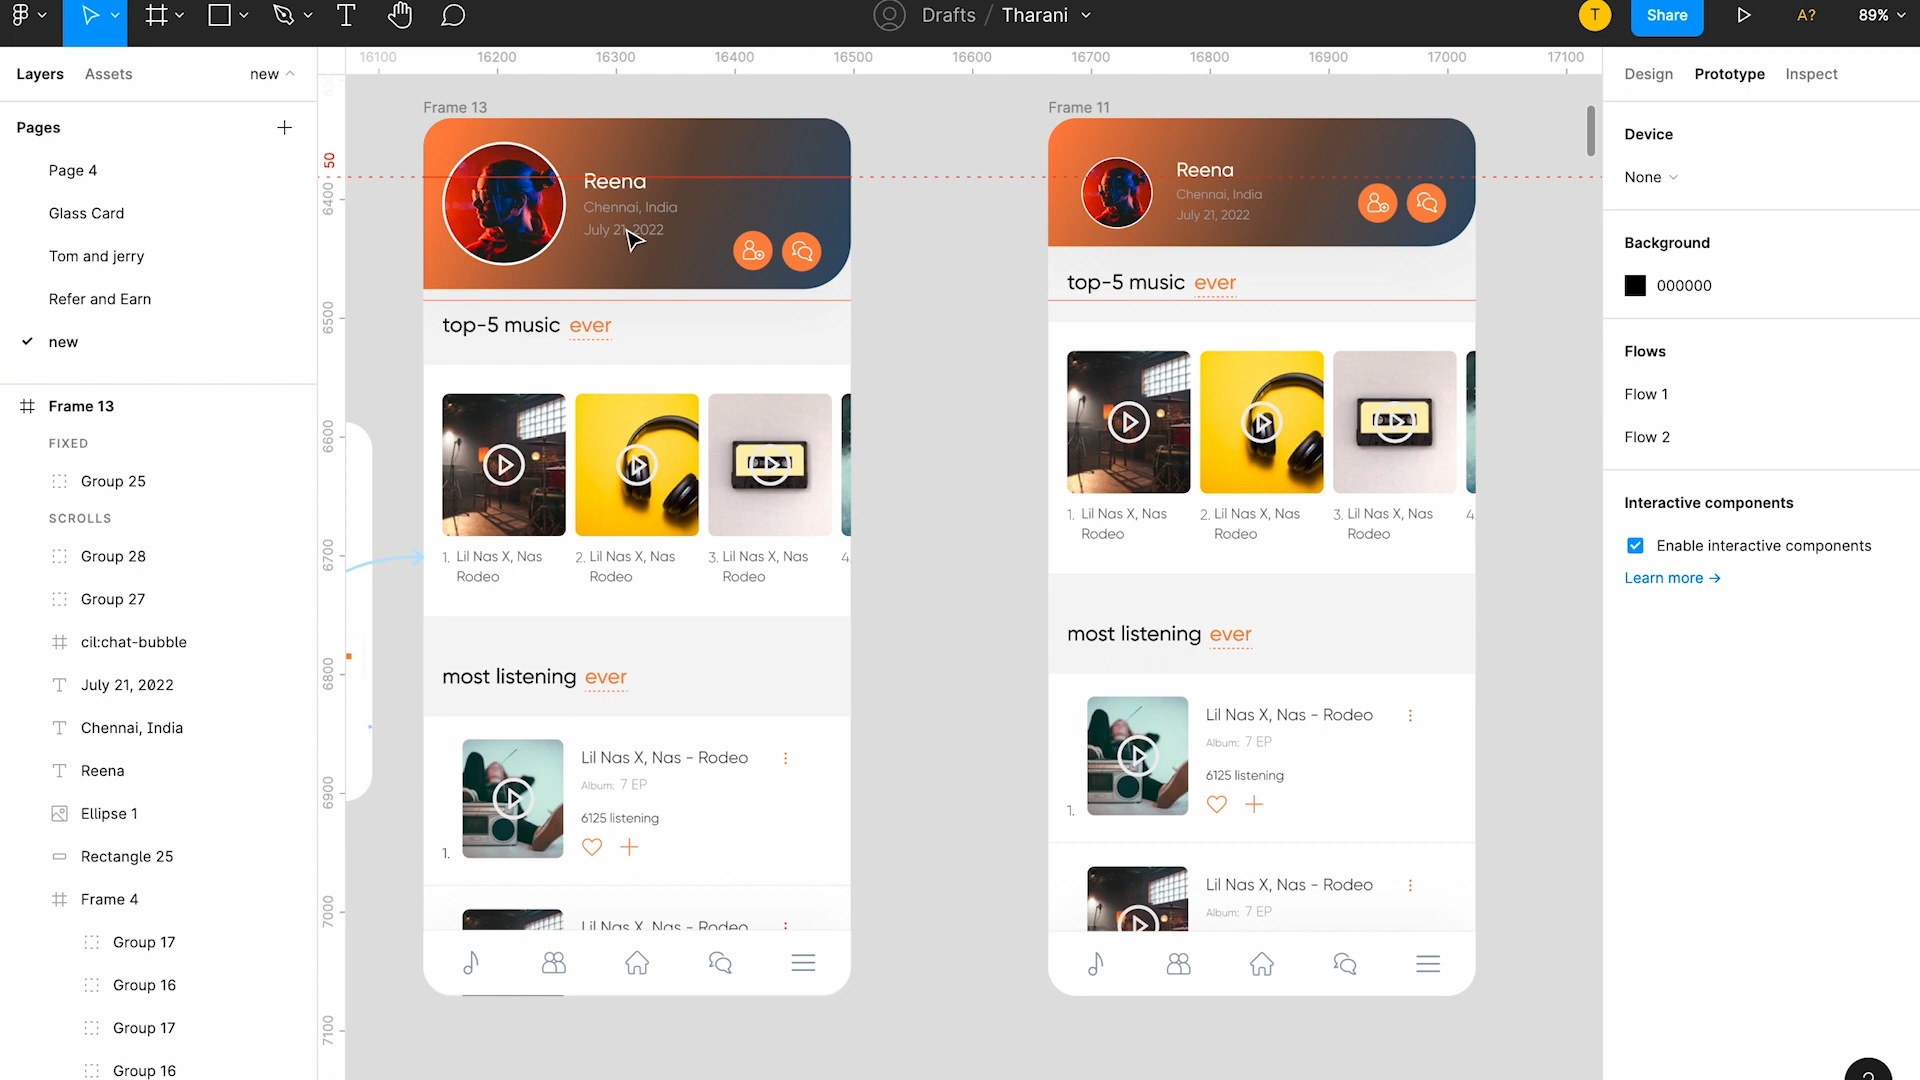 Drafts / Tharani
T
Share
A?
89%
Layers
Assets
new
Pages
Page 4
Glass Card
Tom and jerry
Refer and Earn
new
Frame 13
FIXED
Group 25
SCROLLS
Group 28
Group 27
cil:chat-bubble
July 21, 2022
Chennai, India
Reena
Ellipse 1
Rectangle 25
Frame 4
Group 17
Group 16
Group 17
Group 16
16100
16200
16300
16400
16500
16600
16700
16800
16900
17000
17100
50
6400
6500
6600
6700
6800
6900
7000
7100
Frame 13
Reena
Chennai, India
July 21, 2022
top-5 music ever
1. Lil Nas X, Nas
Rodeo
2. Lil Nas X, Nas
Rodeo
3. Lil Nas X, Nas
Rodeo
4.
most listening ever
Lil Nas X, Nas - Rodeo
Album: 7 EP
6125 listening
1.
Lil Nas X, Nas - Rodeo
Frame 11
Reena
Chennai, India
July 21, 2022
top-5 music ever
1. Lil Nas X, Nas
Rodeo
2. Lil Nas X, Nas
Rodeo
3. Lil Nas X, Nas
Rodeo
4.
most listening ever
Lil Nas X, Nas - Rodeo
Album: 7 EP
6125 listening
1.
Lil Nas X, Nas - Rodeo
Album: 7 EP
Design
Prototype
Inspect
Device
None
Background
000000
Flows
Flow 1
Flow 2
Interactive components
Enable interactive components
Learn more →
?